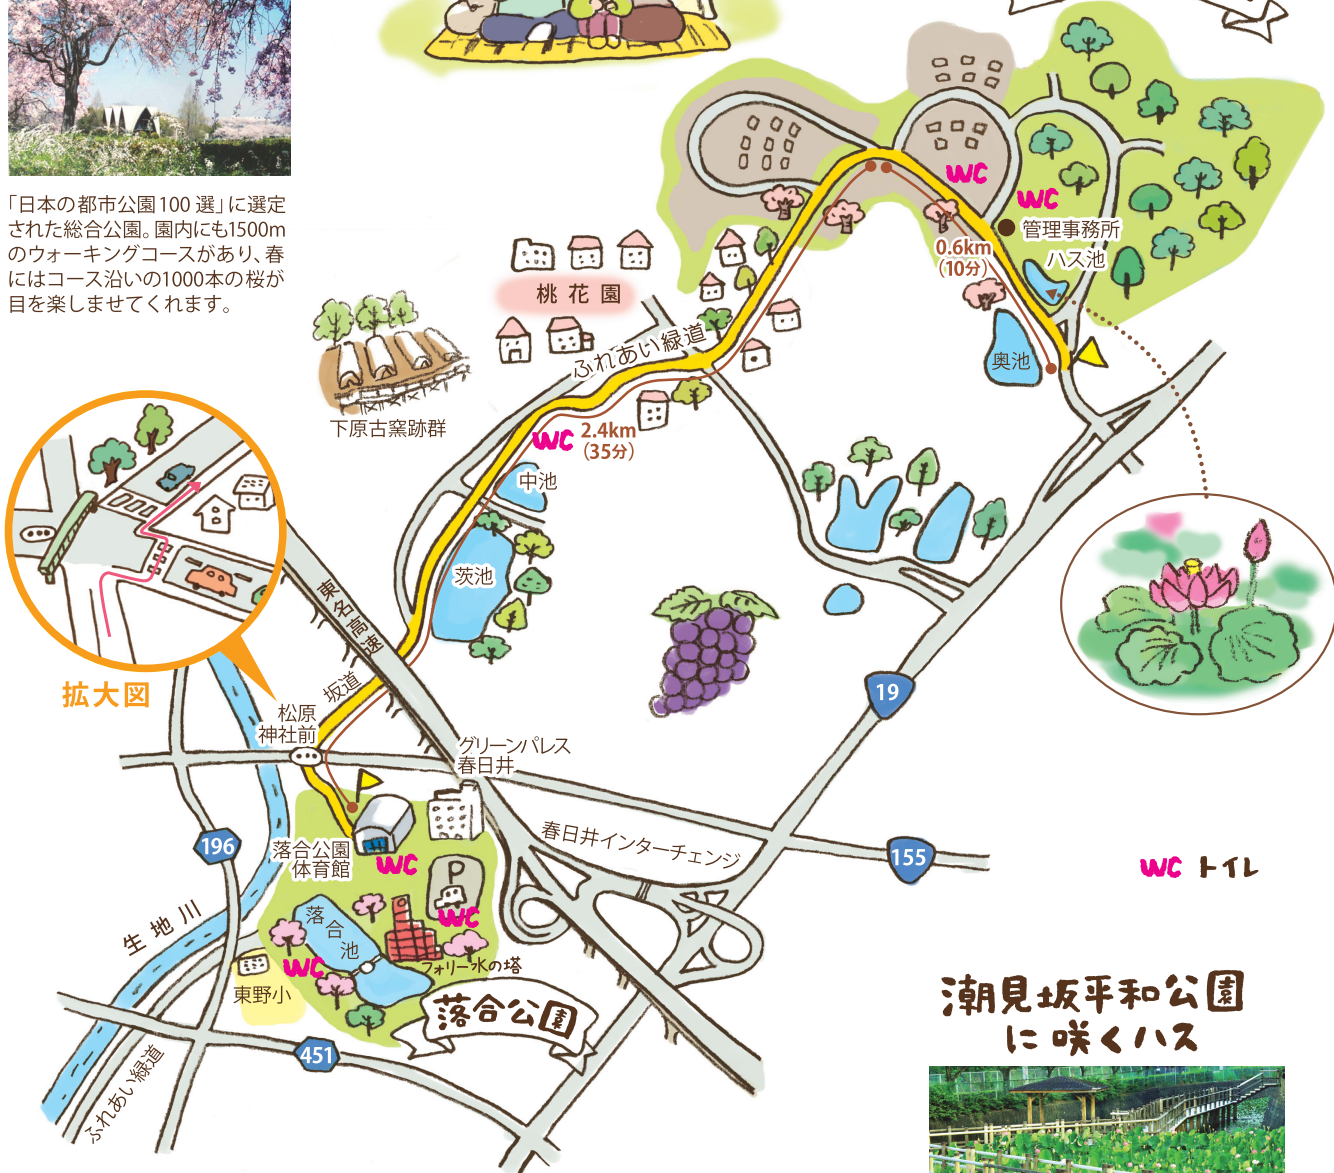 「日本の都市公園100選」に選定
された総合公園。園内にも1500m
のウォーキングコースがあり、春
にはコース沿いの1000本の桜が
目を楽しませてくれます。
WC
WC
管理事務所
ハス池
0.6km
(10分)
奥池
桃花園
ふれあい緑道
下原古窯跡群
WC
2.4km
(35分)
中池
茨池
東名高速
坂道
拡大図
松原
神社前
グリーンパレス
春日井
19
196
155
春日井インターチェンジ
落合公園
体育館
WC
P
WC
WC トイレ
生地川
落合池
WC
フォリー水の塔
東野小
落合公園
451
ふれあい緑道
潮見坂平和公園
に咲くハス